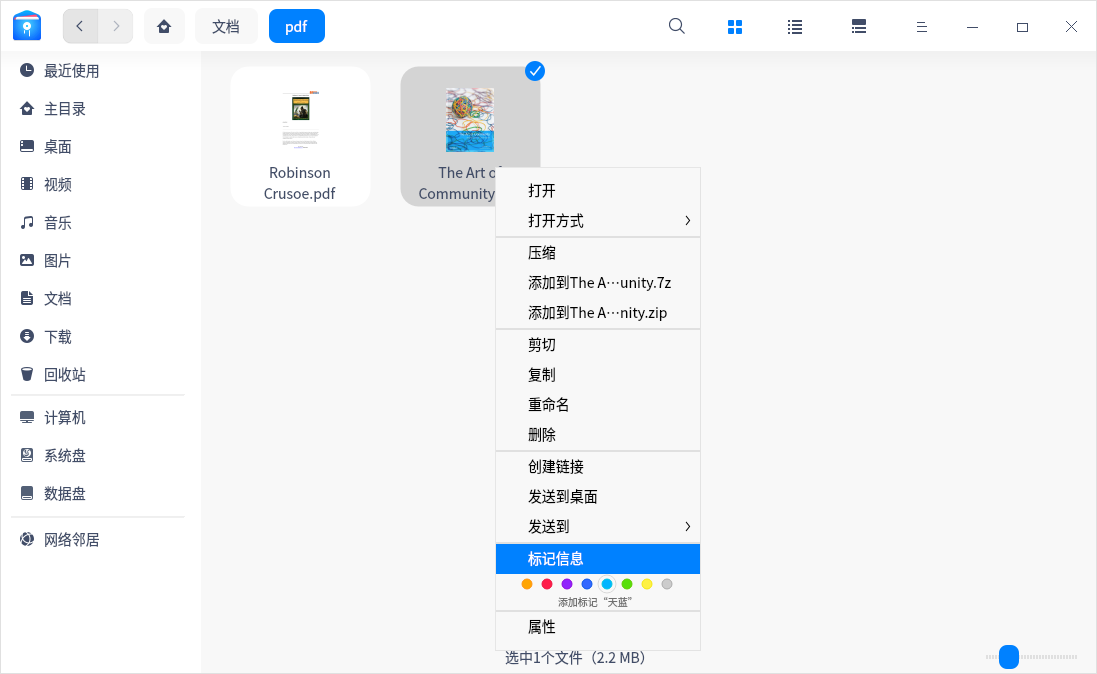 文档
pdf
最近使用
主目录
桌面
视频
音乐
图片
文档
下载
回收站
计算机
系统盘
数据盘
网络邻居
Robinson
Crusoe.pdf
The Art o
Community
打开
打开方式
压缩
添加到The A⋯unity.7z
添加到The A⋯nity.zip
剪切
复制
重命名
删除
创建链接
发送到桌面
发送到
标记信息
添加标记“天蓝”
属性
选中1个文件（2.2 MB）